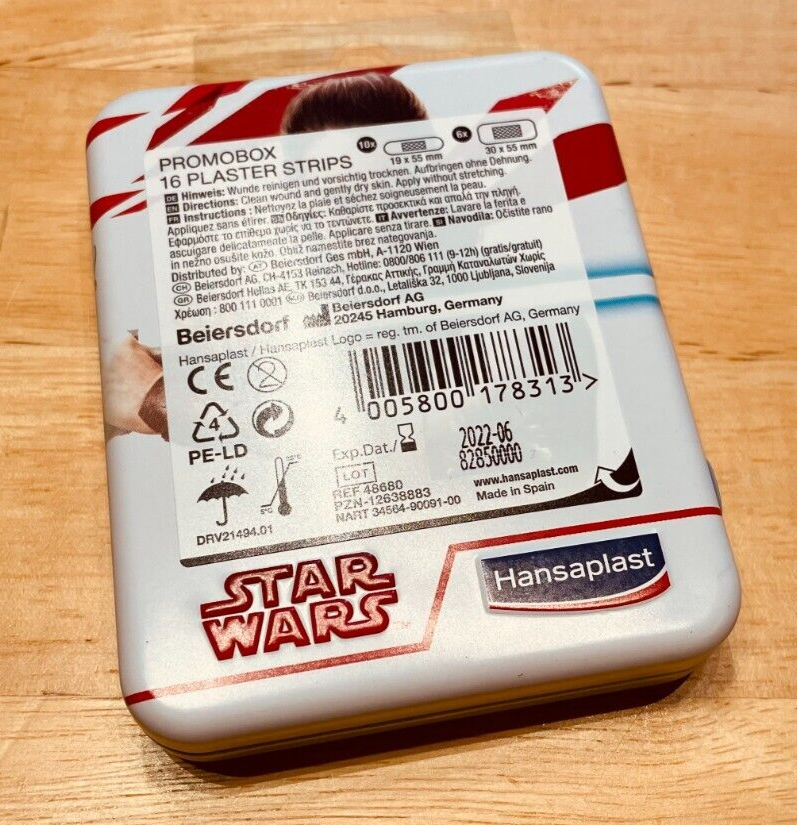 PROMOBOX
16 PLASTER STRIPS
10x
19 x 55 mm
6x
30 x 55 mm
DE Hinweis: Wunde reinigen und vorsichtig trocknen. Aufbringen ohne Dehnung.
EN Directions: Clean wound and gently dry skin. Apply without stretching.
FR Instructions : Nettoyez la plaie et séchez soigneusement la peau.
Appliquez sans étirer. GR Οδηγίες: Καθαρίστε προσεκτικά και απαλά την πληγή.
Εφαρμόστε το επίθεμα χωρίς να το τεντώνετε. IT Avvertenze: Lavare la ferita e
asciugare delicatamente la pelle. Applicare senza tirare. SI Navodila: Očistite rano
in nežno osušite kožo. Obliž namestite brez nategovanja.
Distributed by: AT Beiersdorf Ges mbH, A-1120 Wien
CH Beiersdorf AG, CH-4153 Reinach, Hotline: 0800/806 111 (9-12h) (gratis/gratuit)
GR Beiersdorf Hellas AE, TK 153 44, Γέρακας Αττικής, Γραμμή Καταναλωτών Χωρίς
Χρέωση : 800 111 0001 SLO Beiersdorf d.o.o., Letališka 32, 1000 Ljubljana, Slovenija
Beiersdorf
Beiersdorf AG
20245 Hamburg, Germany
Hansaplast / Hansaplast Logo = reg. tm. of Beiersdorf AG, Germany
CE
2
4 005800 178313 >
4
PE-LD
Exp.Dat./
2022-06
LOT
82850000
REF 48680
PZN-12638883
NART 34564-90091-00
www.hansaplast.com
Made in Spain
DRV21494.01
STAR
WARS
Hansaplast